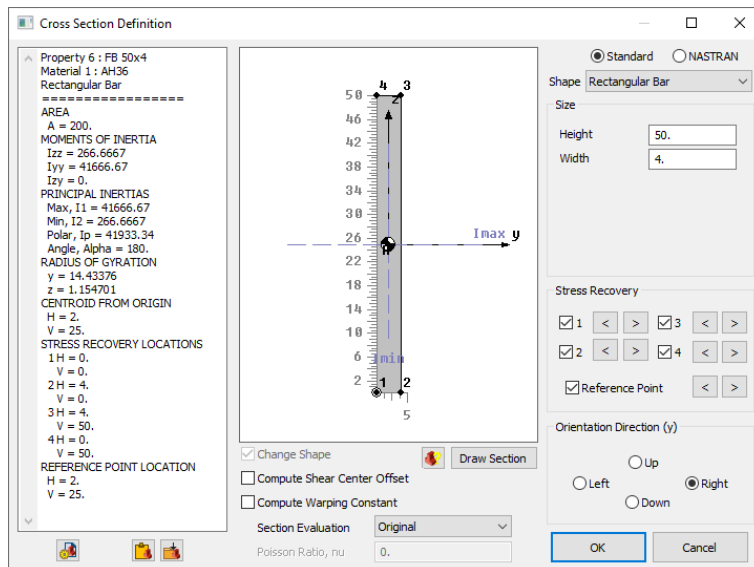 Cross Section Definition
Property 6 : FB 50x4
Material 1 : AH36
Rectangular Bar
=================
AREA
A = 200.
MOMENTS OF INERTIA
Izz = 266.6667
Iyy = 41666.67
Izy = 0.
PRINCIPAL INERTIAS
Max, I1 = 41666.67
Min, I2 = 266.6667
Polar, Ip = 41933.34
Angle, Alpha = 180.
RADIUS OF GYRATION
y = 14.43376
z = 1.154701
CENTROID FROM ORIGIN
H = 2.
V = 25.
STRESS RECOVERY LOCATIONS
1 H = 0.
V = 0.
2 H = 4.
V = 0.
3 H = 4.
V = 50.
4 H = 0.
V = 50.
REFERENCE POINT LOCATION
H = 2.
V = 25.
4 3
50 z
46
42
38
34
30
Imax y
26
22
18
14
10
6 Imin
2 1 2
5
Change Shape
Draw Section
Compute Shear Center Offset
Compute Warping Constant
Section Evaluation Original
Poisson Ratio, nu 0.
Standard NASTRAN
Shape Rectangular Bar
Size
Height 50.
Width 4.
Stress Recovery
1 < > 3 < >
2 < > 4 < >
Reference Point < >
Orientation Direction (y)
Up
Left Right
Down
OK Cancel